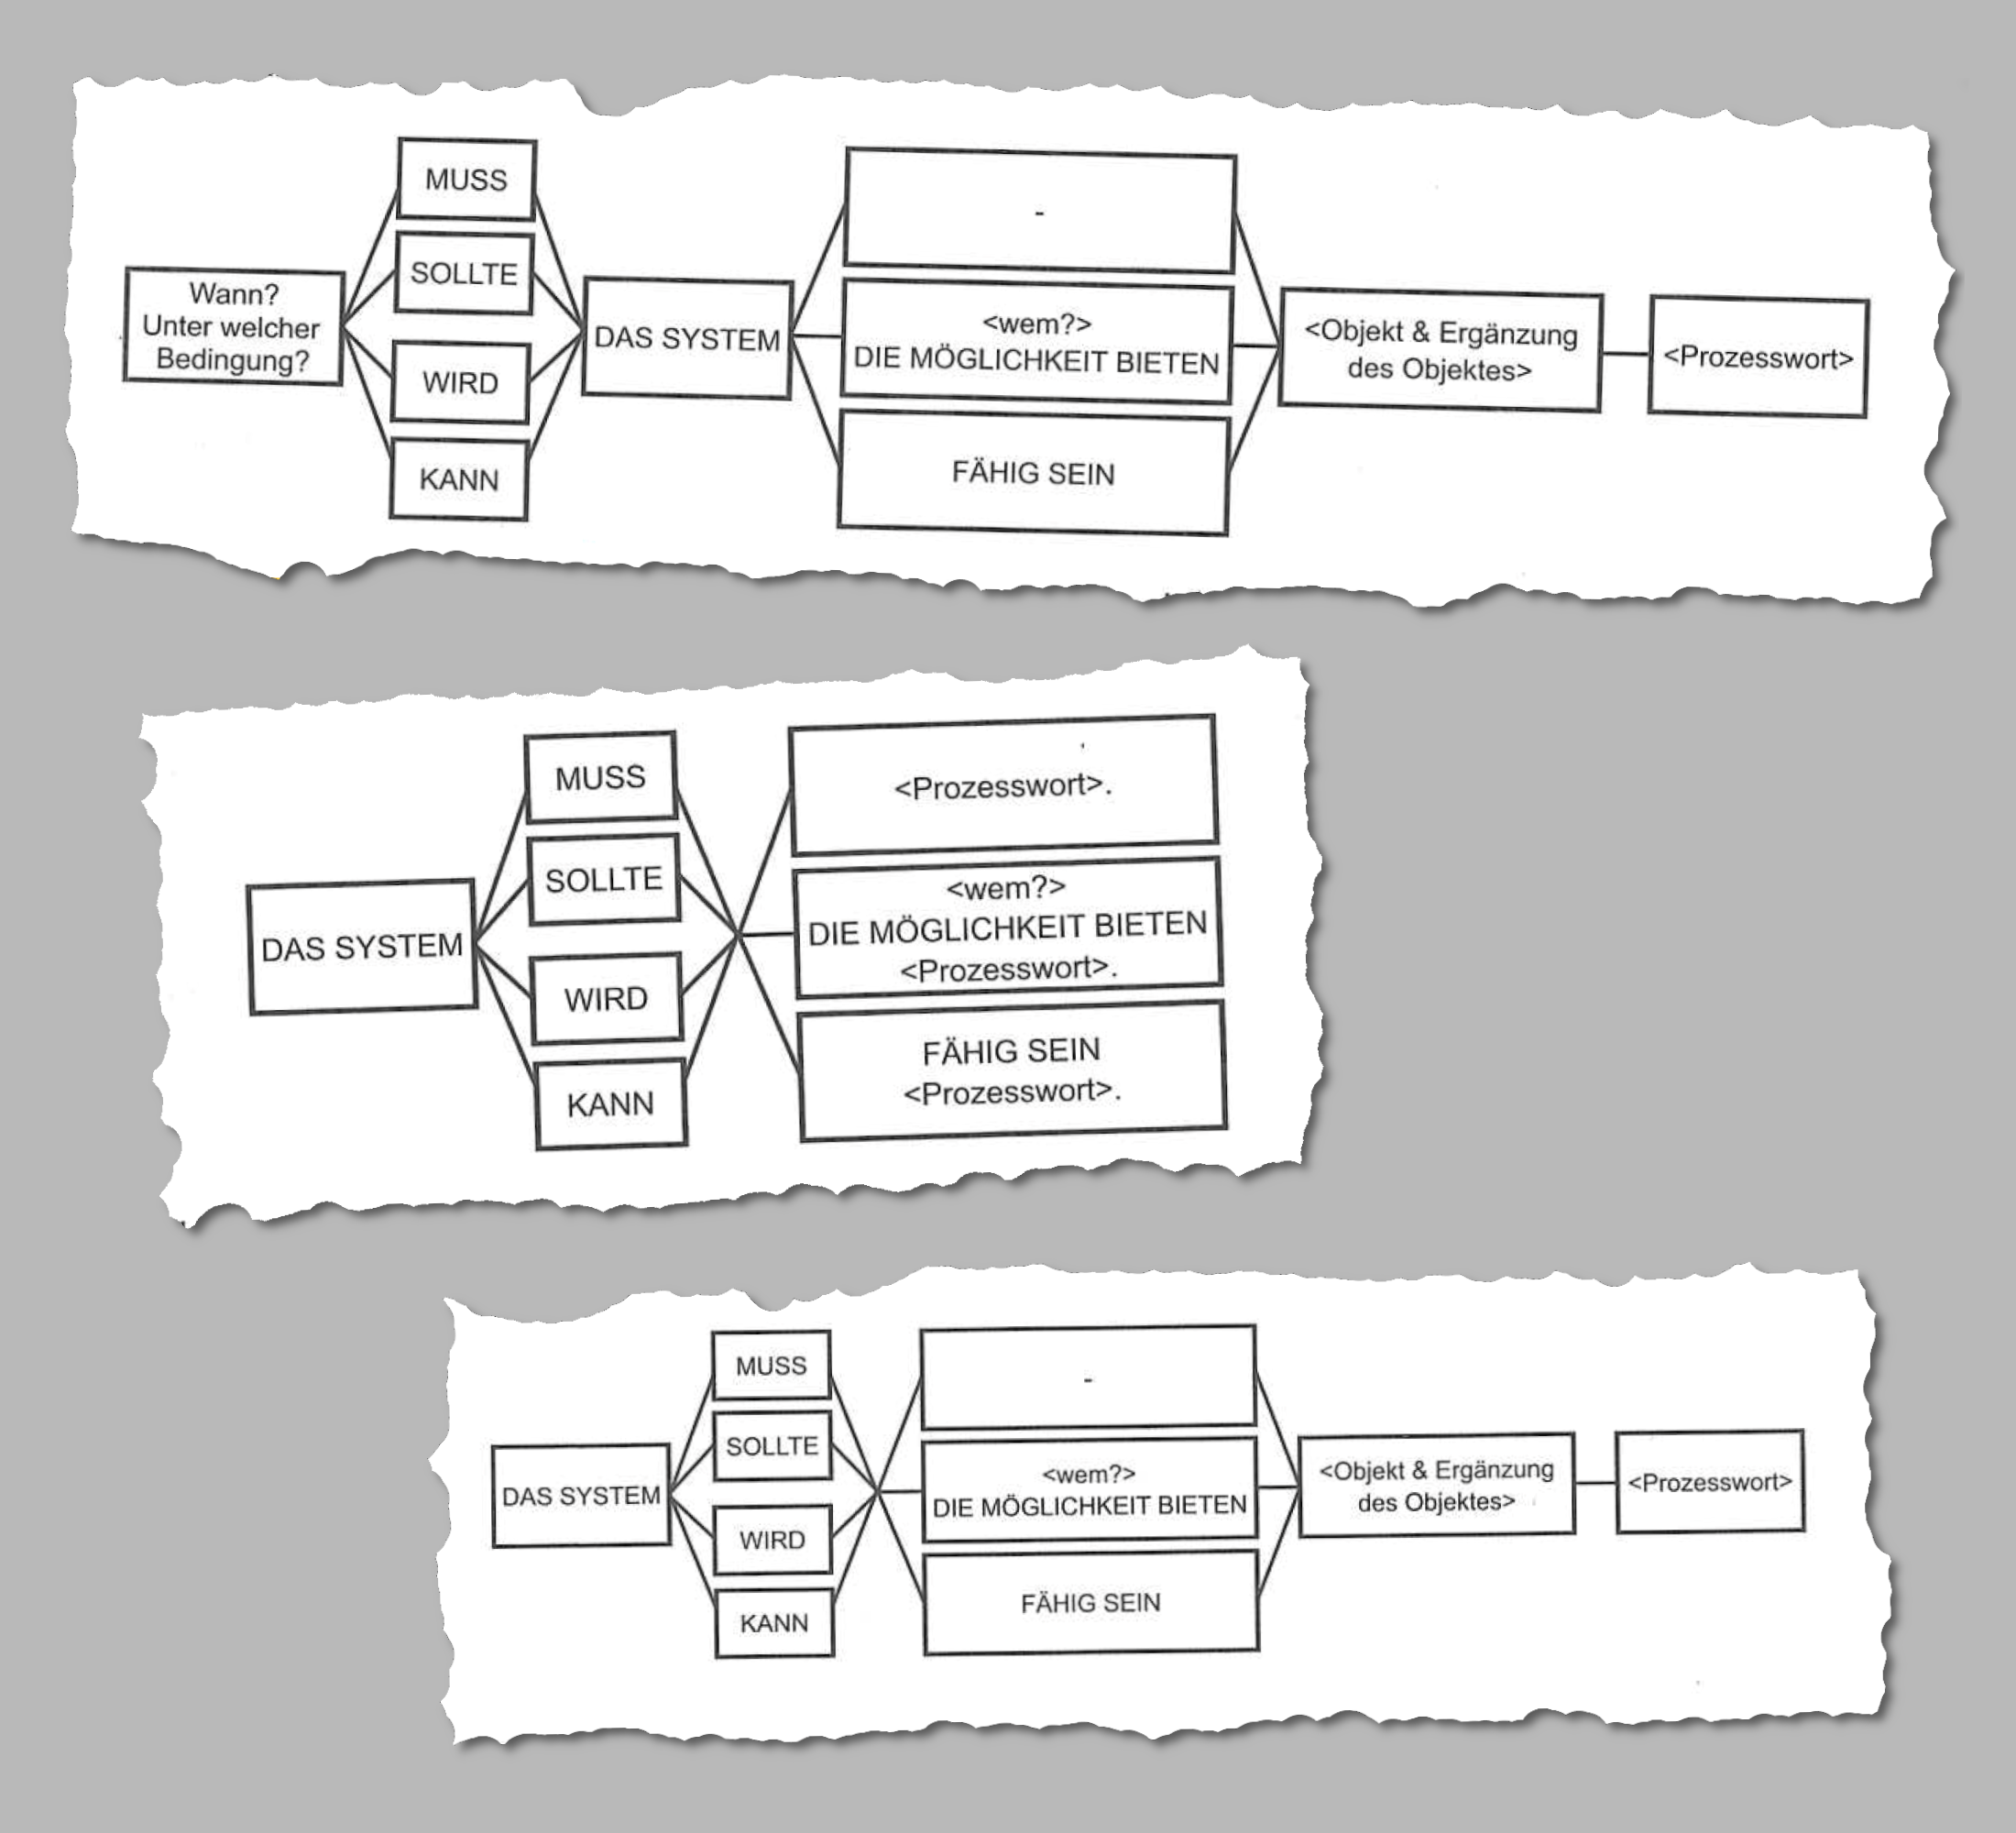 Wann?
Unter welcher
Bedingung?
MUSS
SOLLTE
WIRD
KANN
DAS SYSTEM
-
<wem?>
DIE MÖGLICHKEIT BIETEN
FÄHIG SEIN
<Objekt & Ergänzung
des Objektes>
<Prozesswort>
DAS SYSTEM
MUSS
SOLLTE
WIRD
KANN
<Prozesswort>.
<wem?>
DIE MÖGLICHKEIT BIETEN
<Prozesswort>.
FÄHIG SEIN
<Prozesswort>.
DAS SYSTEM
MUSS
SOLLTE
WIRD
KANN
-
<wem?>
DIE MÖGLICHKEIT BIETEN
FÄHIG SEIN
<Objekt & Ergänzung
des Objektes>
<Prozesswort>